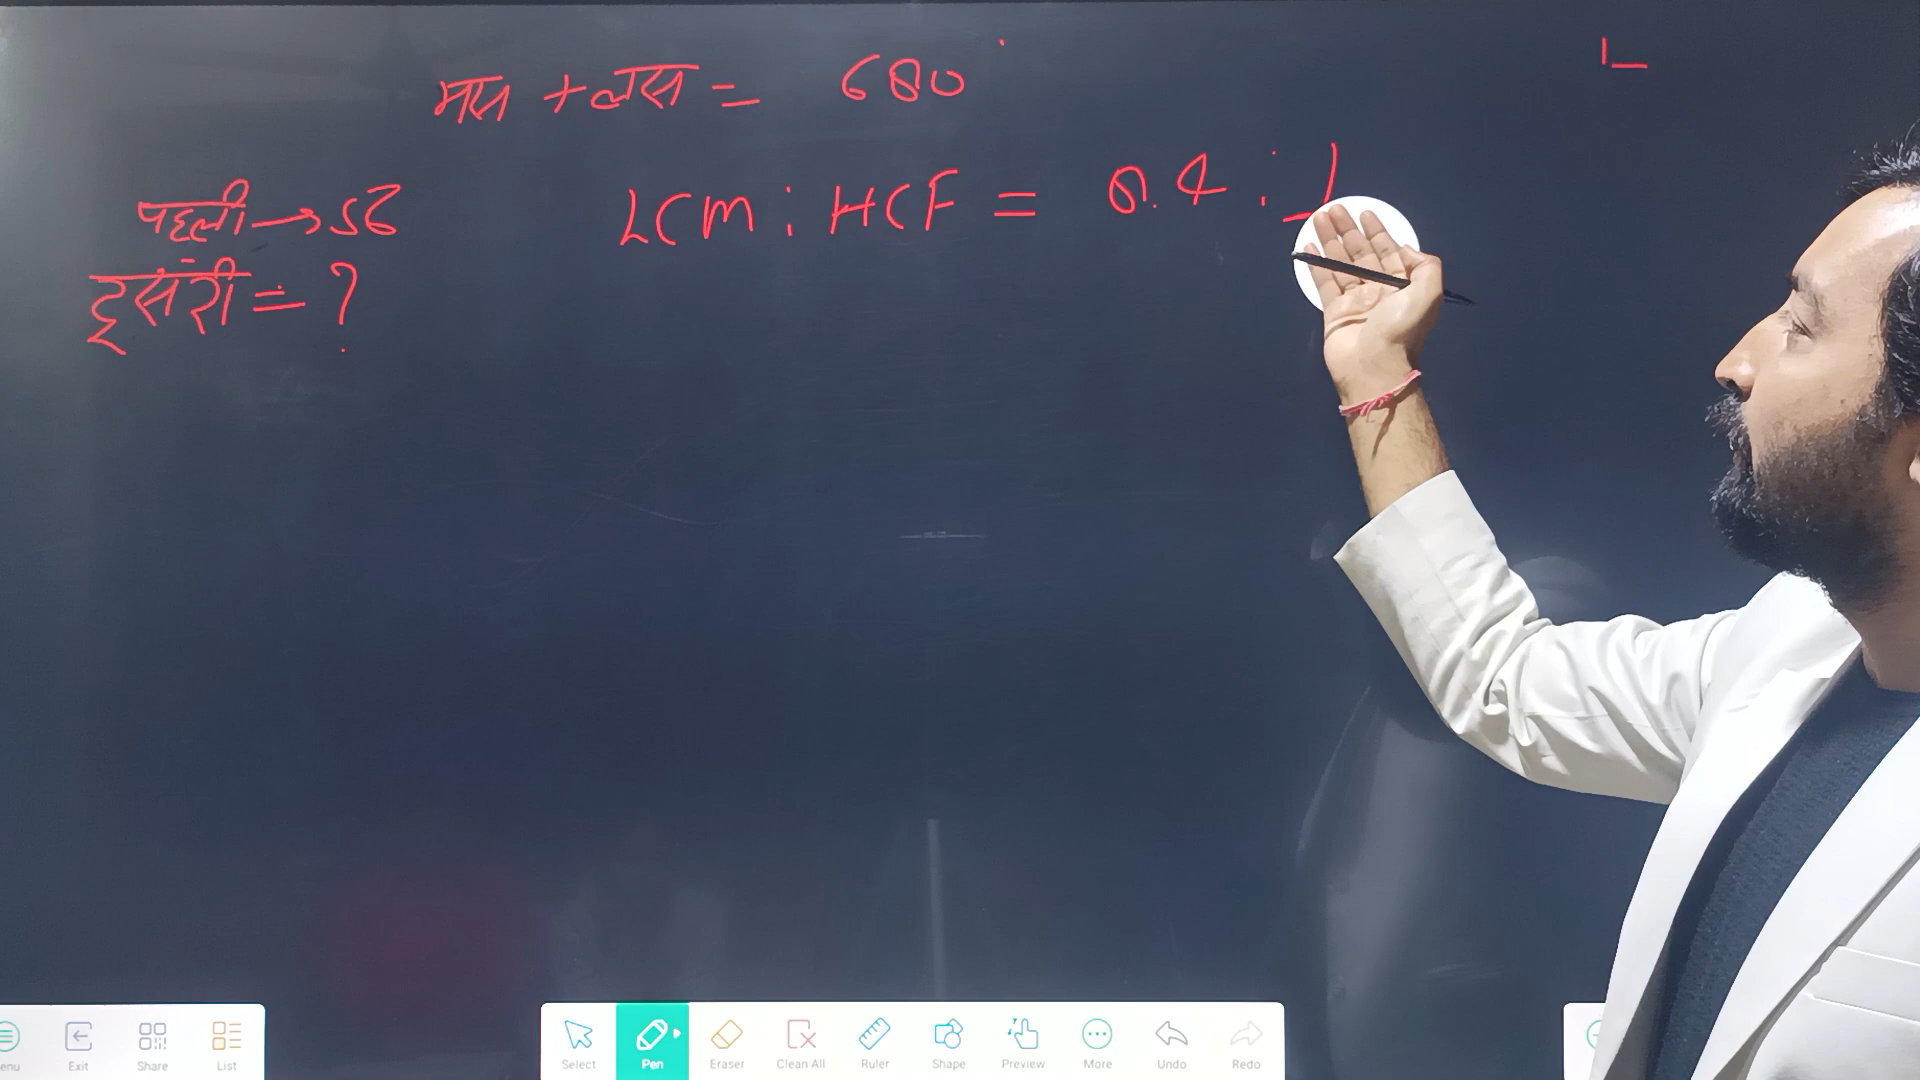 मस + लस = 680
LCM : HCF = 8.4 : 1
पहली → 56
दूसरी = ?
Exit
Share
List
Select
Pen
Eraser
Clean All
Ruler
Shape
Preview
More
Undo
Redo